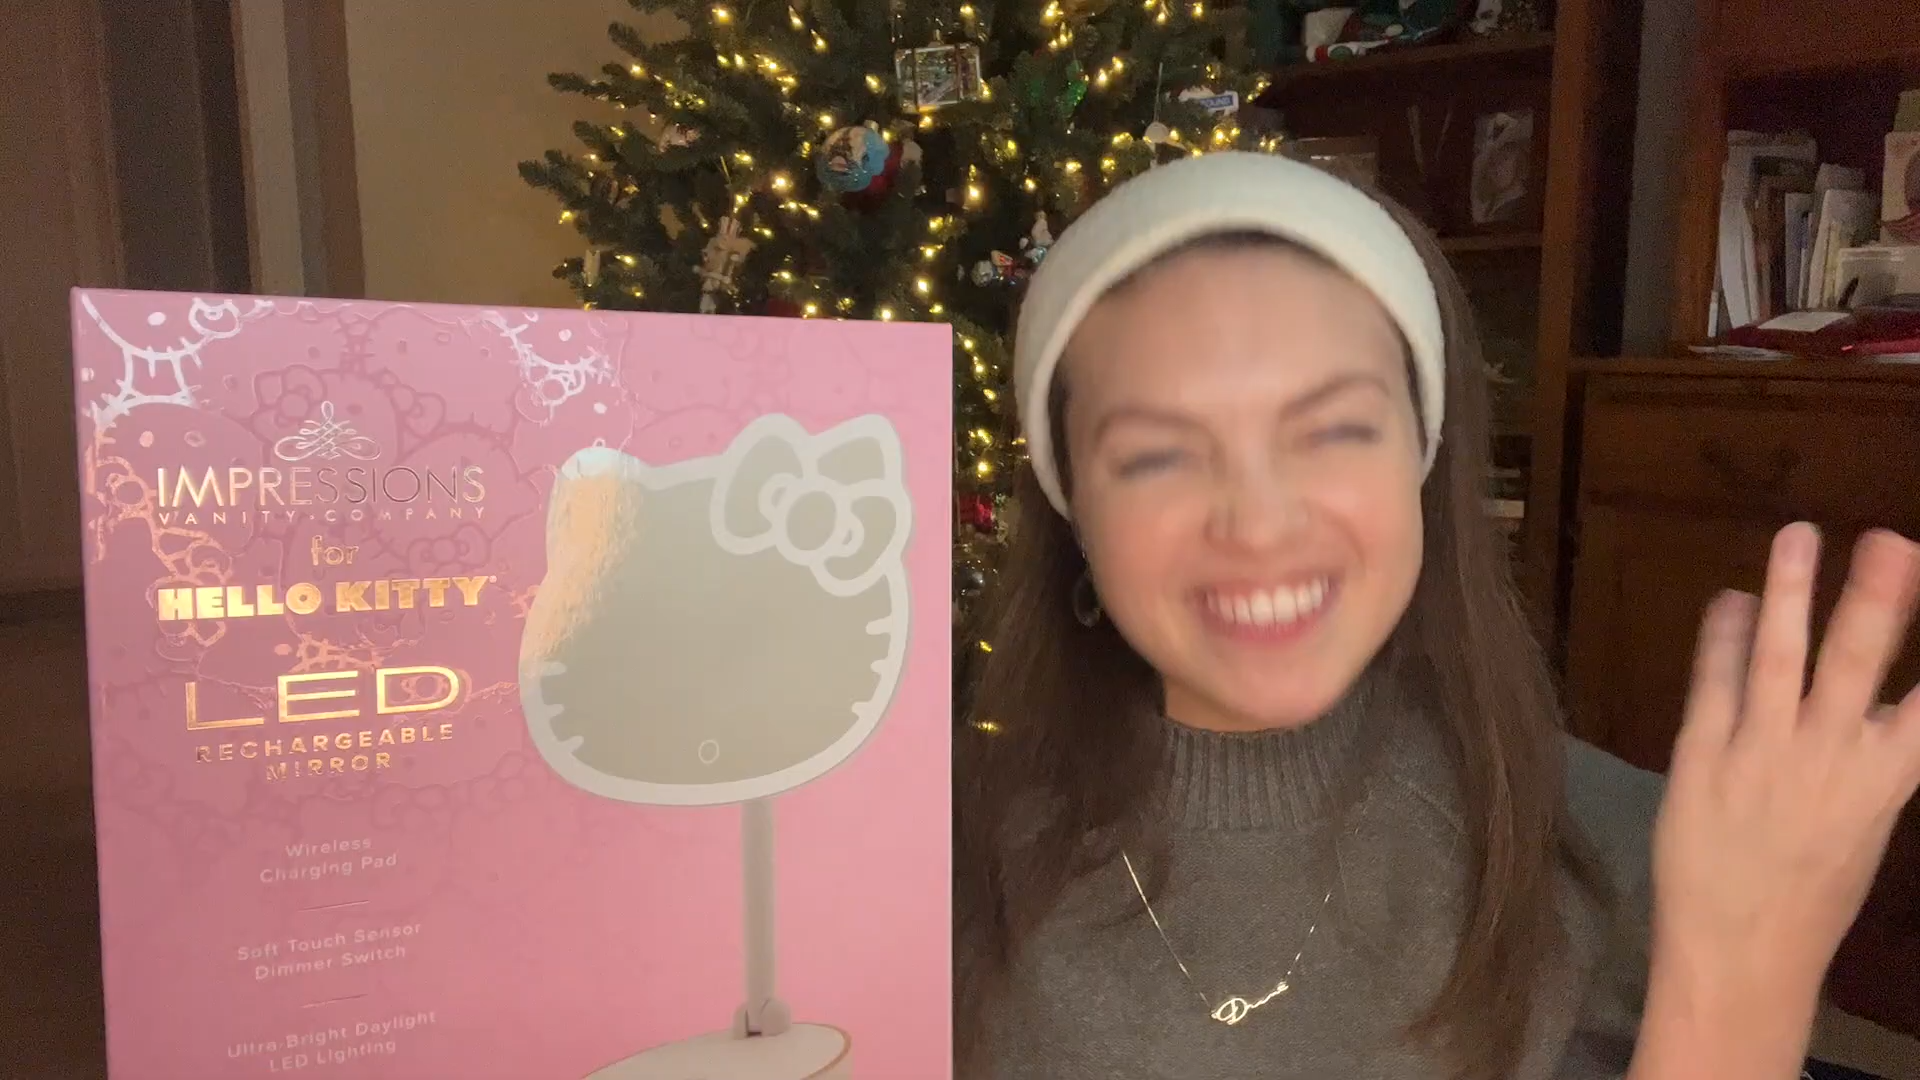 IMPRESSIONS
VANITY·COMPANY
for
HELLO KITTY
LED
RECHARGEABLE
MIRROR
Wireless
Charging Pad
Soft Touch Sensor
Dimmer Switch
Ultra Bright Daylight
LED Lighting